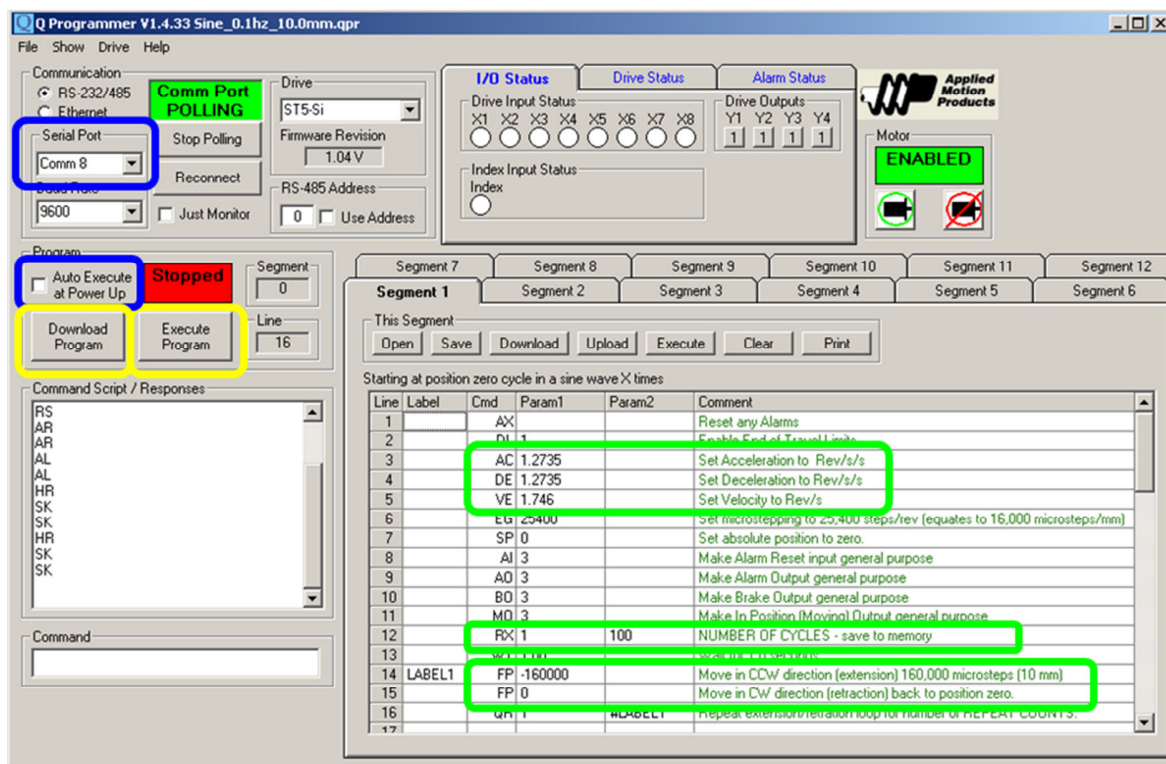 Q Programmer V1.4.33 Sine_0.1hz_10.0mm.qpr
File Show Drive Help
Communication
RS-232/485
Ethernet
Comm Port
POLLING
Serial Port
Comm 8
Stop Polling
Reconnect
Baud Rate
9600
Just Monitor
Drive
ST5-Si
Firmware Revision
1.04 V
RS-485 Address
0 Use Address
I/O Status Drive Status Alarm Status
Drive Input Status
X1 X2 X3 X4 X5 X6 X7 X8
Drive Outputs
Y1 Y2 Y3 Y4
1 1 1 1
Index Input Status
Index
Applied
Motion
Products
Motor
ENABLED
Program
Auto Execute
at Power Up
Stopped
Segment
0
Download
Program
Execute
Program
Line
16
Command Script / Responses
RS
AR
AR
AL
AL
HR
SK
SK
HR
SK
SK
Command
Segment 7 Segment 8 Segment 9 Segment 10 Segment 11 Segment 12
Segment 1 Segment 2 Segment 3 Segment 4 Segment 5 Segment 6
This Segment
Open Save Download Upload Execute Clear Print
Starting at position zero cycle in a sine wave X times
Line Label Cmd Param1 Param2 Comment
1 AX Reset any Alarms
2 DL 1 Enable End of Travel Limits
3 AC 1.2735 Set Acceleration to Rev/s/s
4 DE 1.2735 Set Deceleration to Rev/s/s
5 VE 1.746 Set Velocity to Rev/s
6 EG 25400 Set microstepping to 25,400 steps/rev (equates to 16,000 microsteps/mm)
7 SP 0 Set absolute position to zero.
8 AI 3 Make Alarm Reset input general purpose
9 AO 3 Make Alarm Output general purpose
10 BO 3 Make Brake Output general purpose
11 MO 3 Make In Position (Moving) Output general purpose
12 RX 1 100 NUMBER OF CYCLES - save to memory
13 WT 1.00 Wait for 1.0 seconds
14 LABEL1 FP -160000 Move in CCW direction (extension) 160,000 microsteps (10 mm)
15 FP 0 Move in CW direction (retraction) back to position zero.
16 QR 1 #LABEL1 Repeat extension/retration loop for number of REPEAT COUNTS.
17